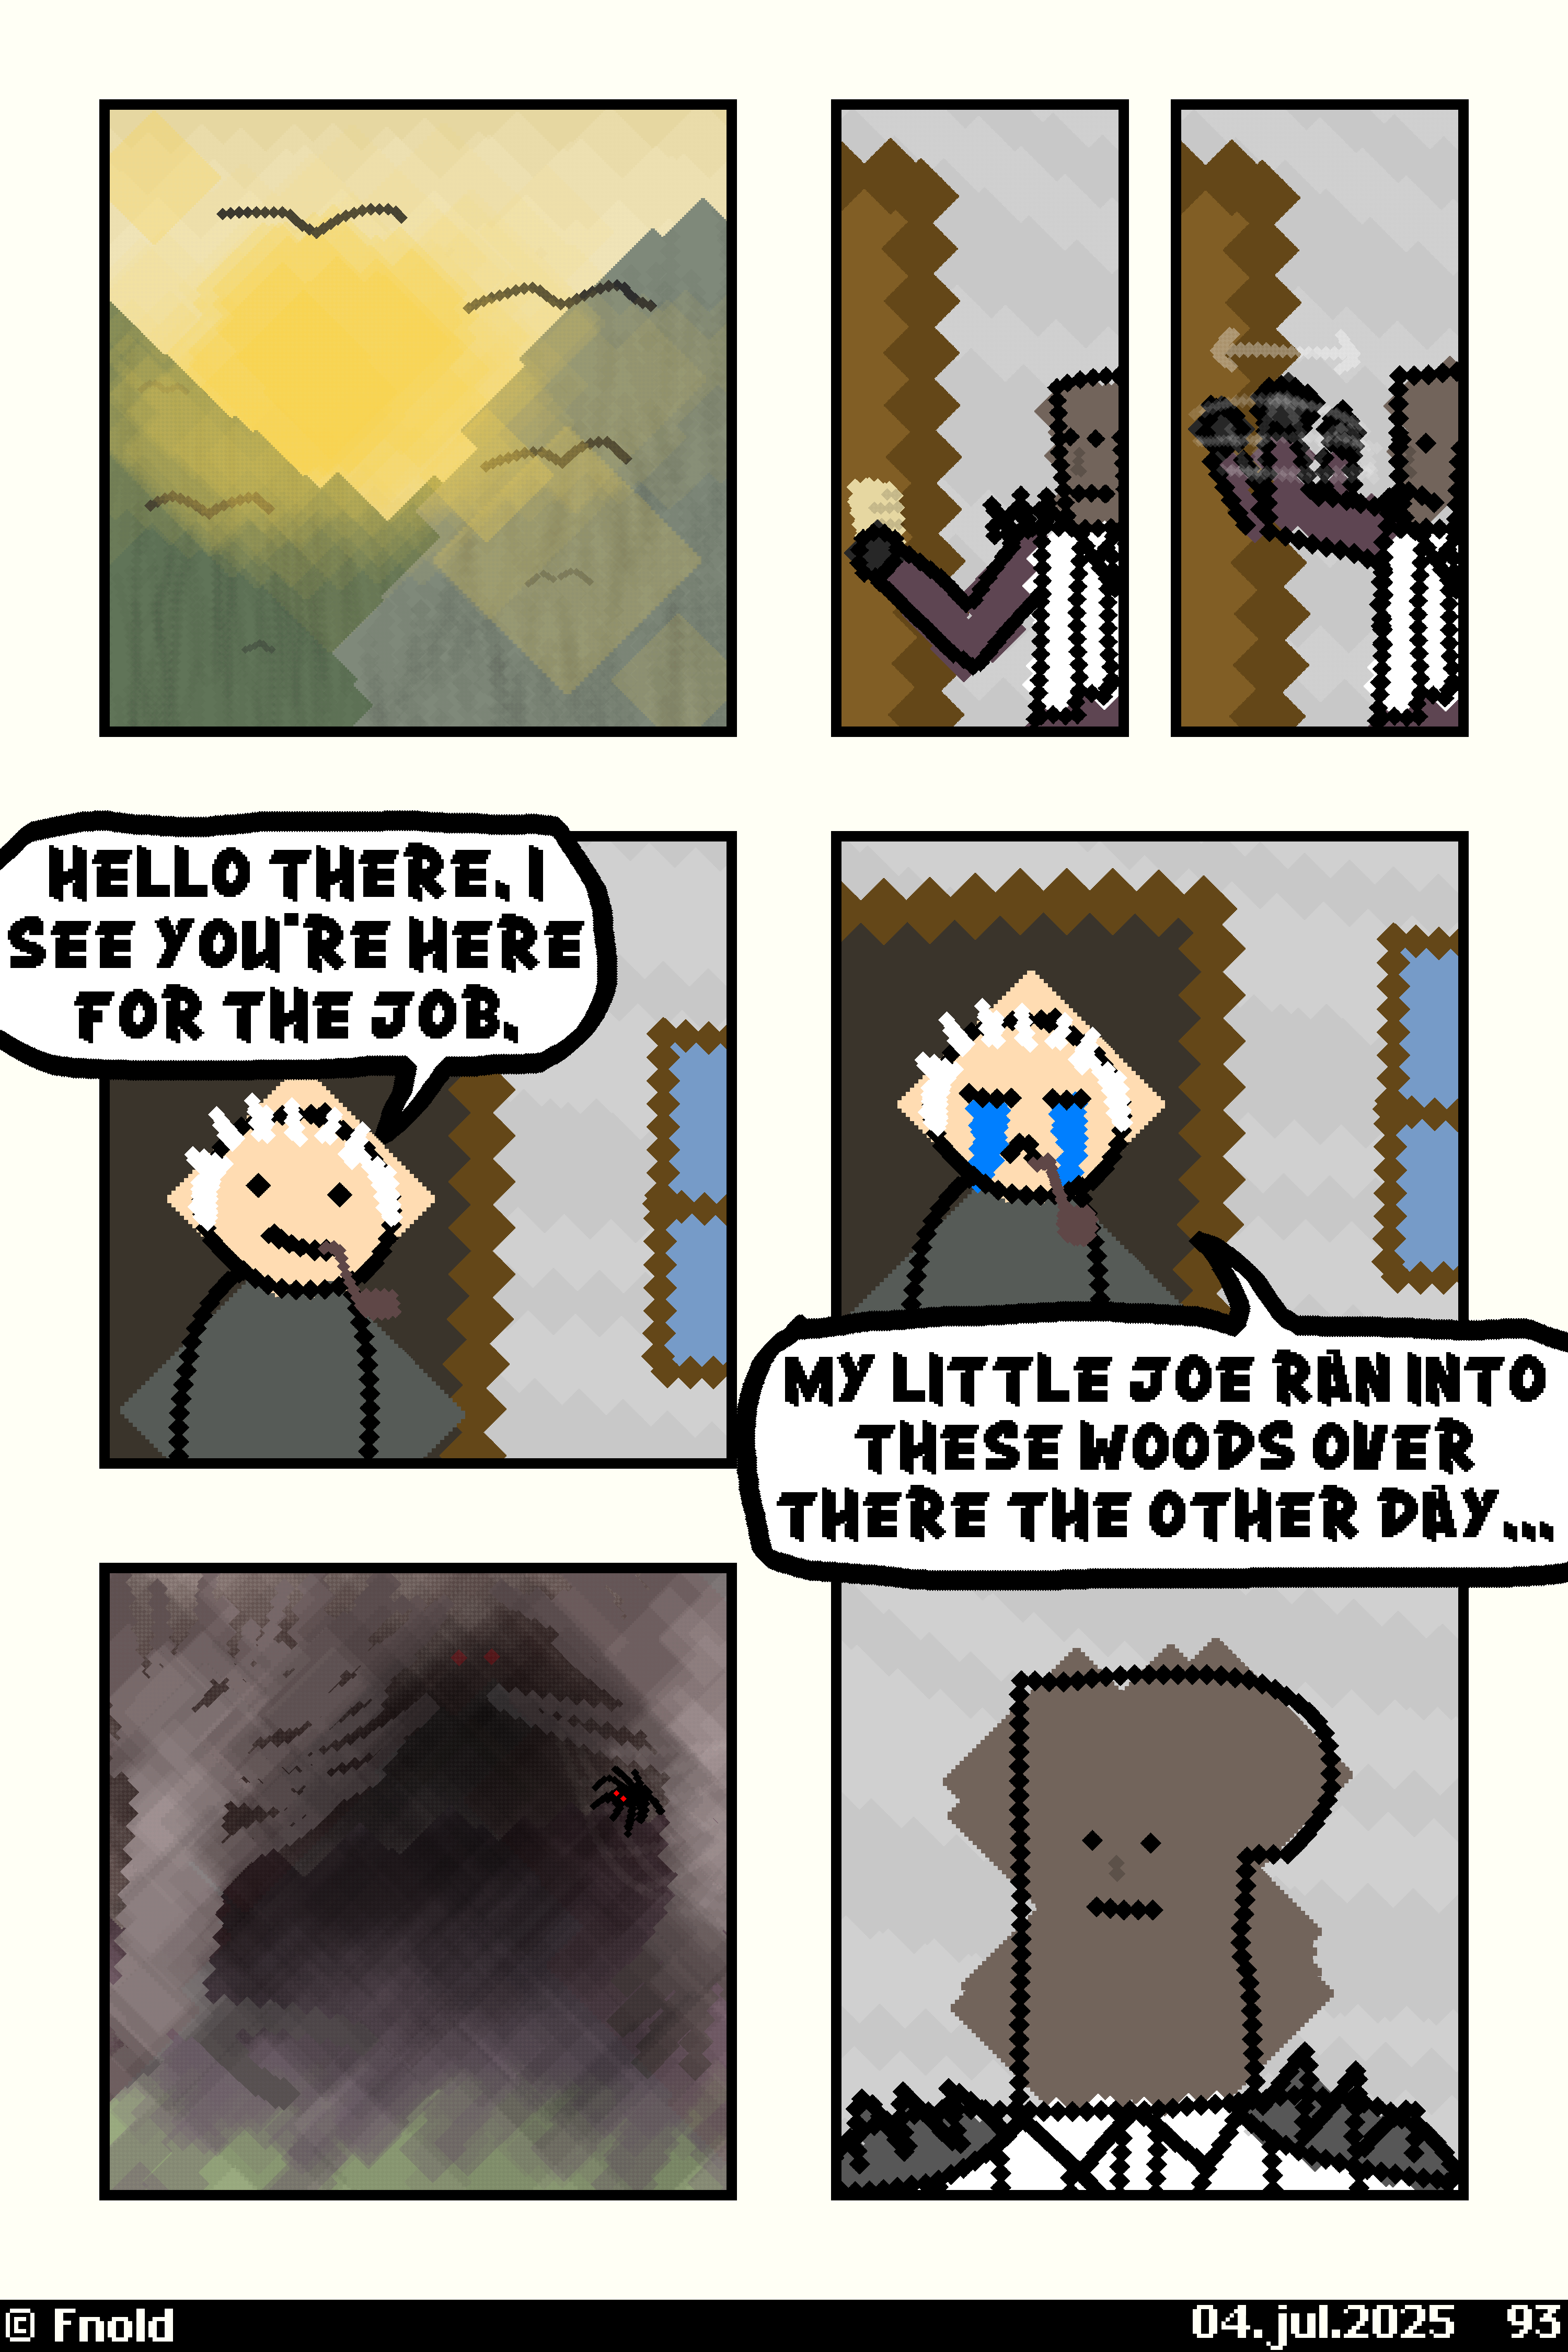 HELLO THERE, I
SEE YOU'RE HERE
FOR THE JOB.
MY LITTLE JOE RAN INTO
THESE WOODS OVER
THERE THE OTHER DAY...
© Fnold
04.jul.2025 93